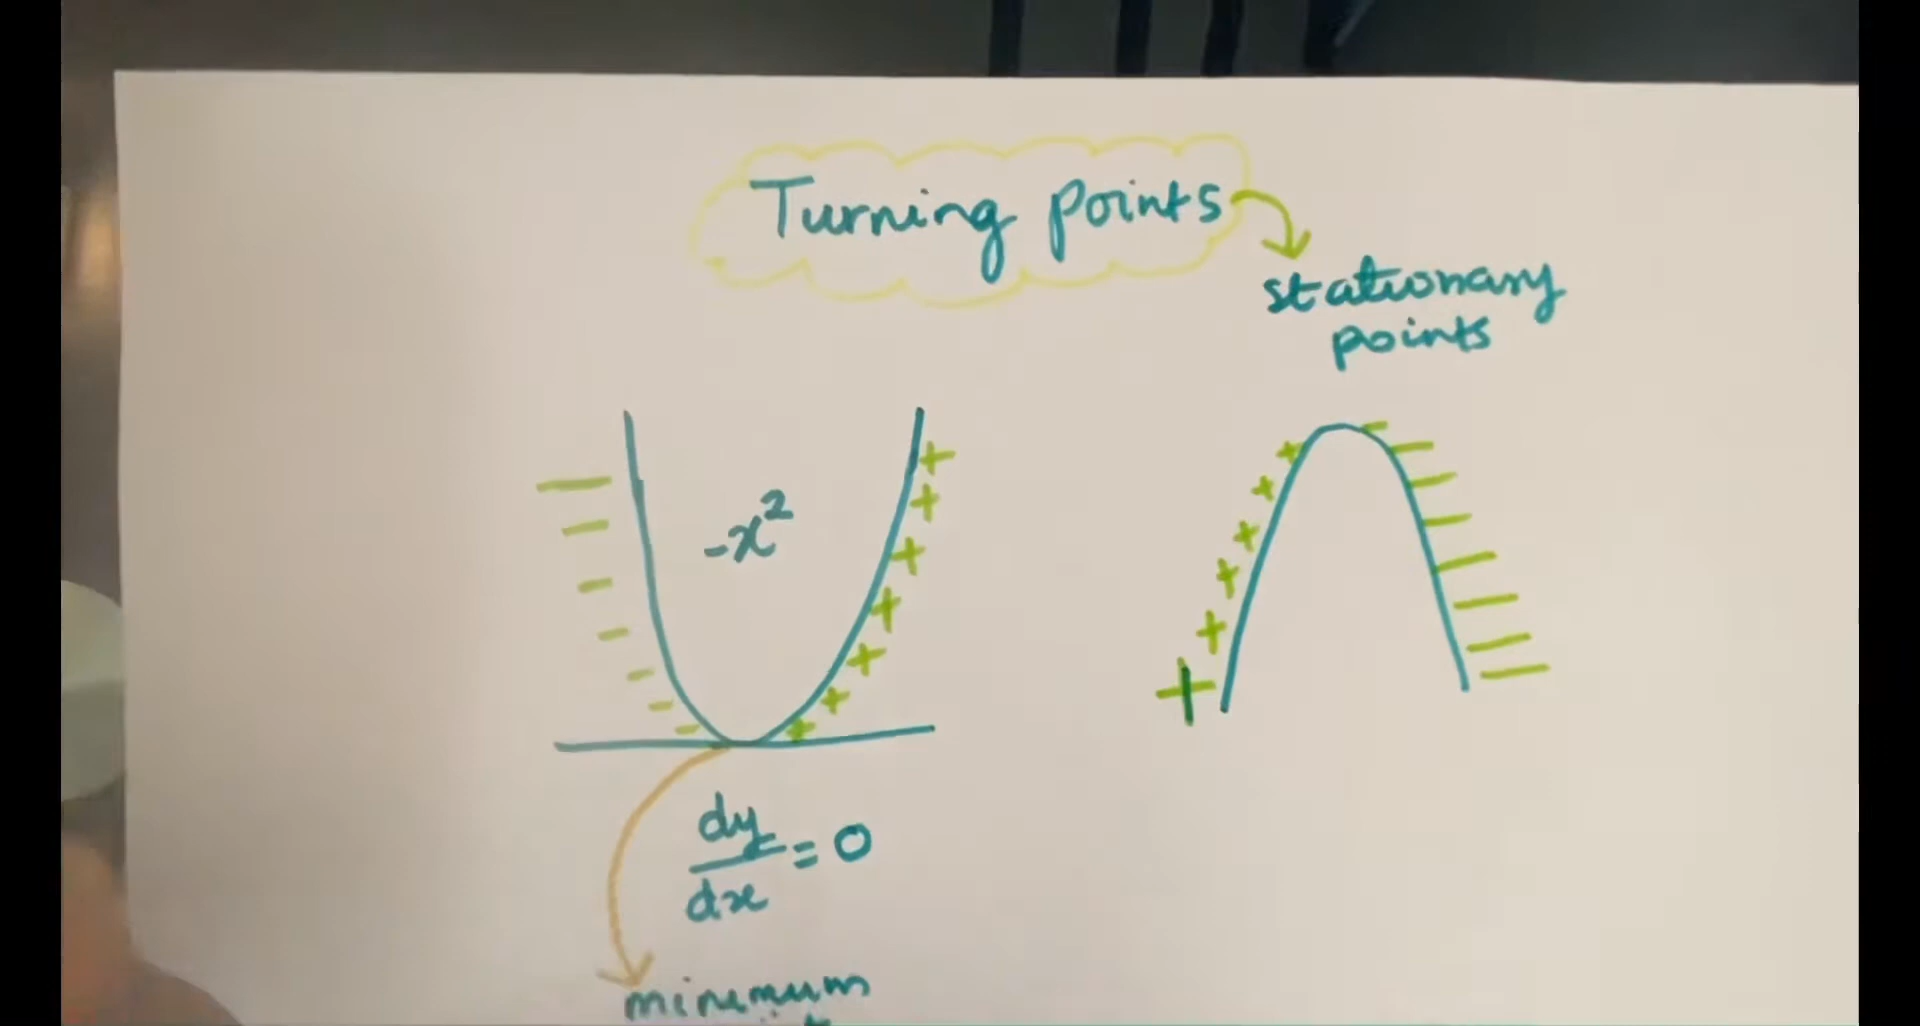 Turning points
stationary
points
-x²
dy/dx = 0
minimum